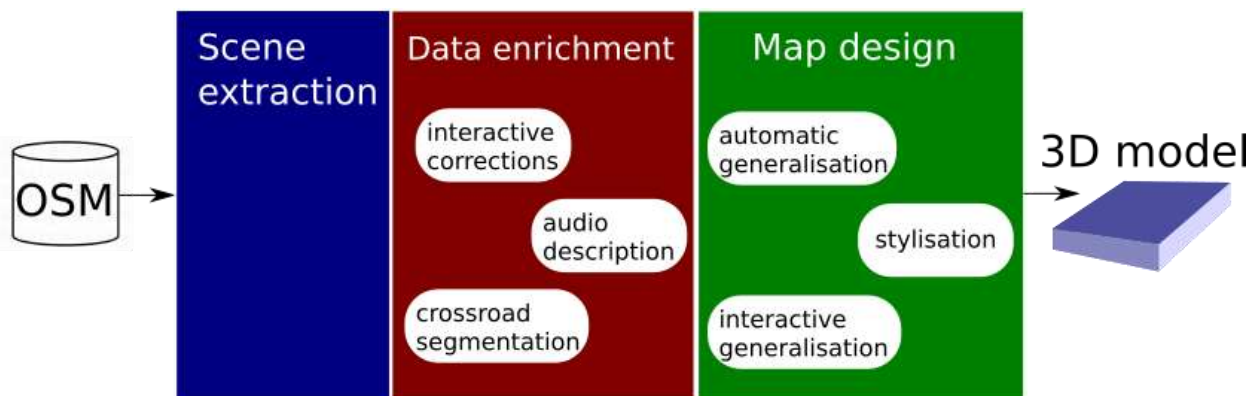 OSM
Scene
extraction
Data enrichment
interactive
corrections
audio
description
crossroad
segmentation
Map design
automatic
generalisation
stylisation
interactive
generalisation
3D model